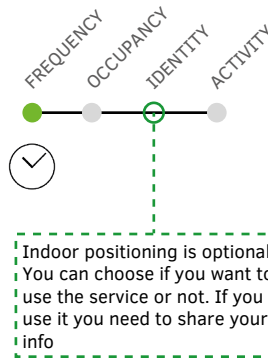 FREQUENCY
OCCUPANCY
IDENTITY
ACTIVITY
Indoor positioning is optional
You can choose if you want to
use the service or not. If you
use it you need to share your
info